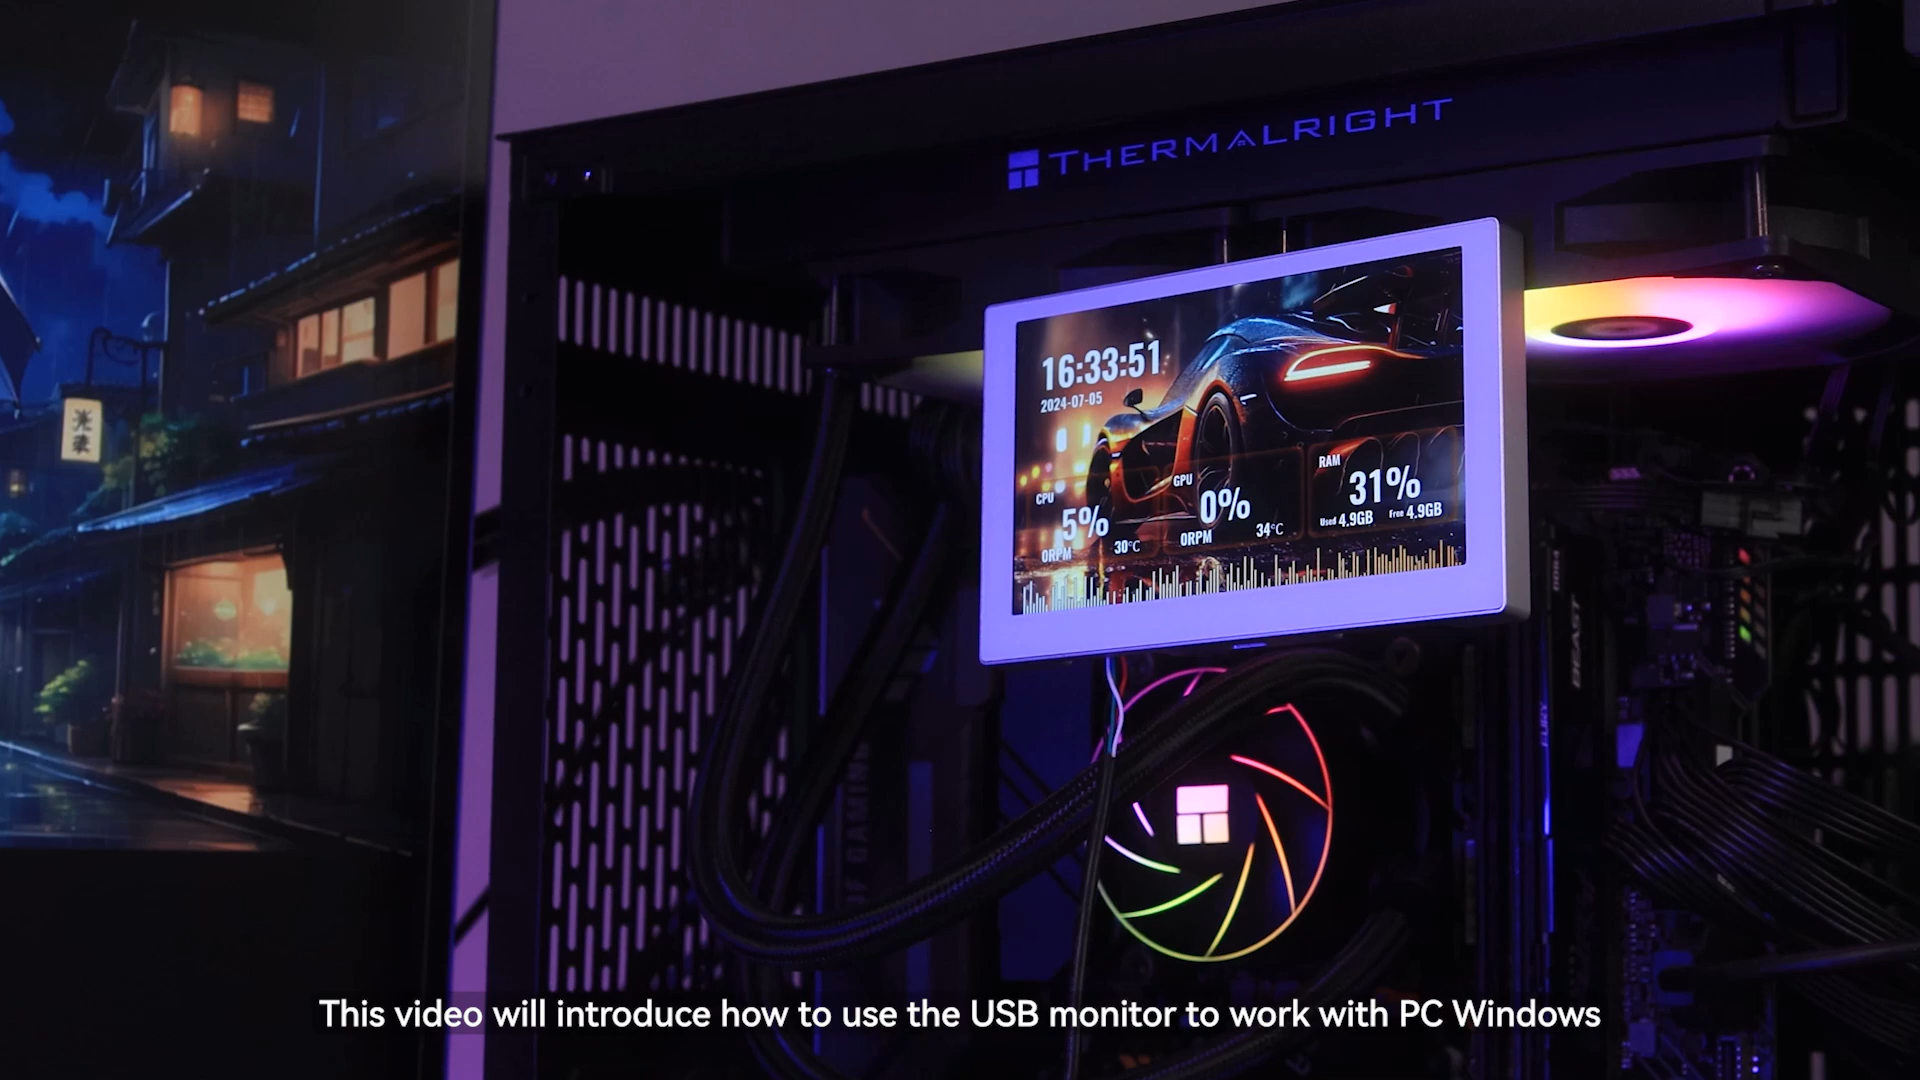 THERMALRIGHT
16:33:51
2024-07-05
CPU
5%
0RPM 30°C
GPU
0%
0RPM 34°C
RAM
31%
Used 4.9GB Free 4.9GB
BEAST
FURY
This video will introduce how to use the USB monitor to work with PC Windows